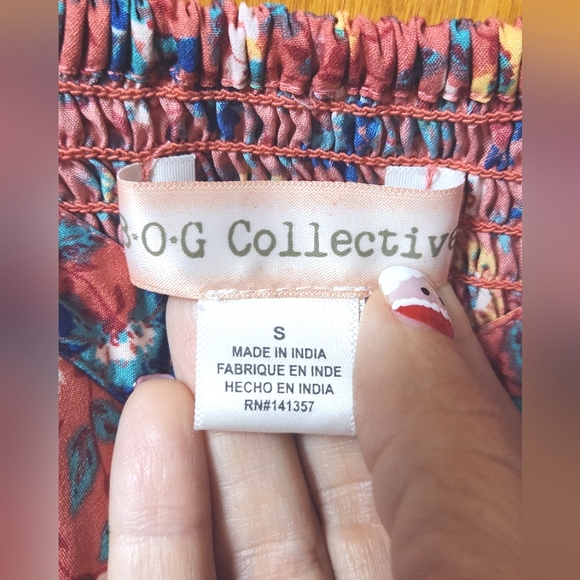 B·O·G Collective
S
MADE IN INDIA
FABRIQUE EN INDE
HECHO EN INDIA
RN#141357